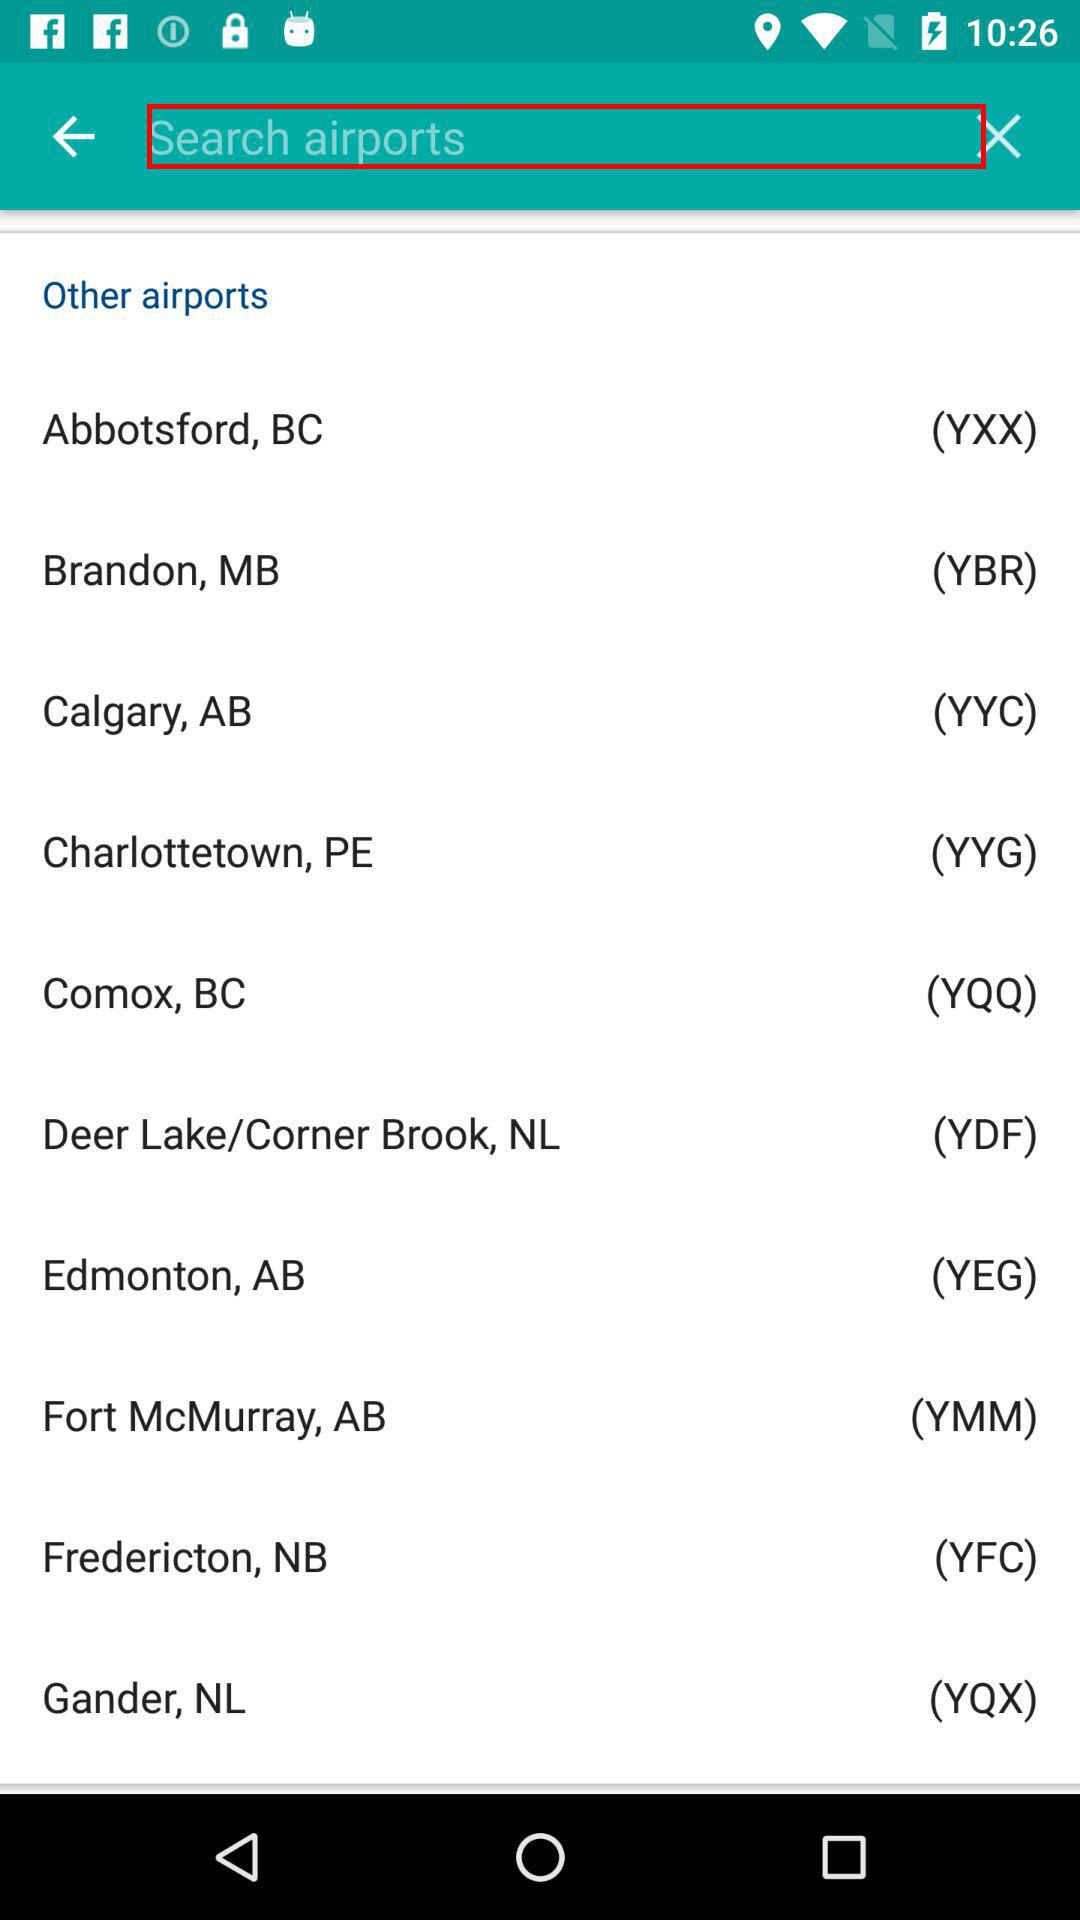 10:26
Search airports
Other airports
Abbotsford, BC (YXX)
Brandon, MB (YBR)
Calgary, AB (YYC)
Charlottetown, PE (YYG)
Comox, BC (YQQ)
Deer Lake/Corner Brook, NL (YDF)
Edmonton, AB (YEG)
Fort McMurray, AB (YMM)
Fredericton, NB (YFC)
Gander, NL (YQX)